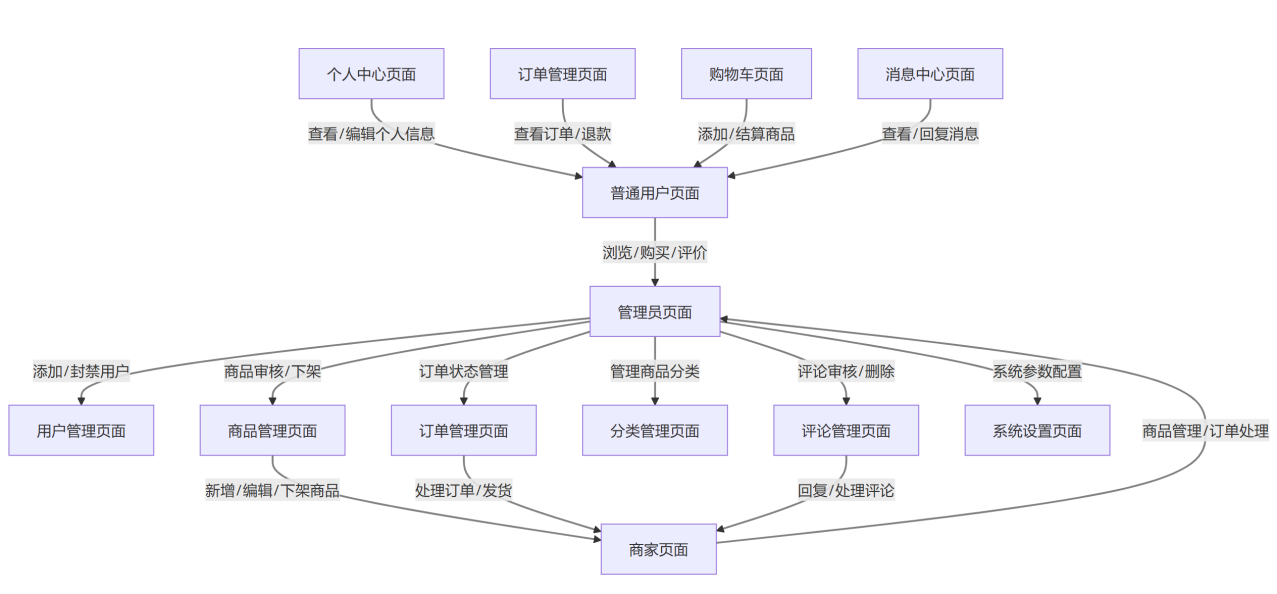 个人中心页面
订单管理页面
购物车页面
消息中心页面
查看/编辑个人信息
查看订单/退款
添加/结算商品
查看/回复消息
普通用户页面
浏览/购买/评价
管理员页面
添加/封禁用户
商品审核/下架
订单状态管理
管理商品分类
评论审核/删除
系统参数配置
用户管理页面
商品管理页面
订单管理页面
分类管理页面
评论管理页面
系统设置页面
商品管理/订单处理
新增/编辑/下架商品
处理订单/发货
回复/处理评论
商家页面